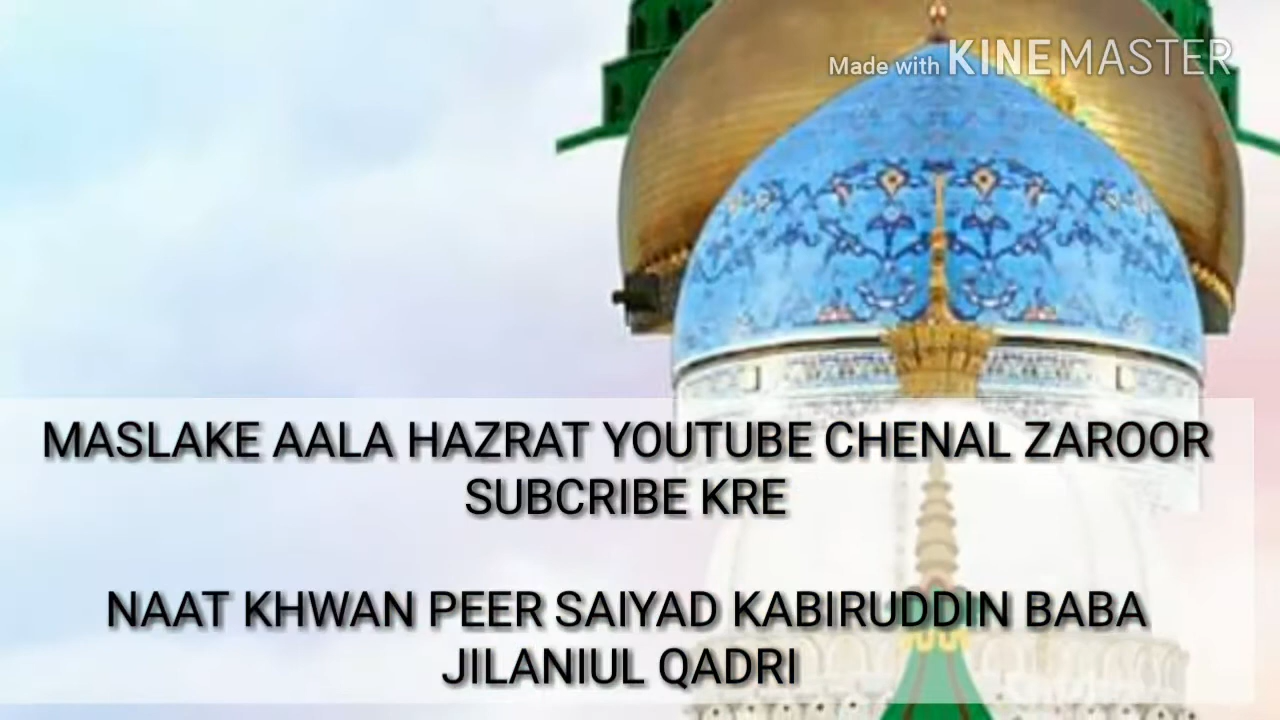 Made with KINEMASTER
MASLAKE AALA HAZRAT YOUTUBE CHENAL ZAROOR
SUBCRIBE KRE
NAAT KHWAN PEER SAIYAD KABIRUDDIN BABA
JILANIUL QADRI